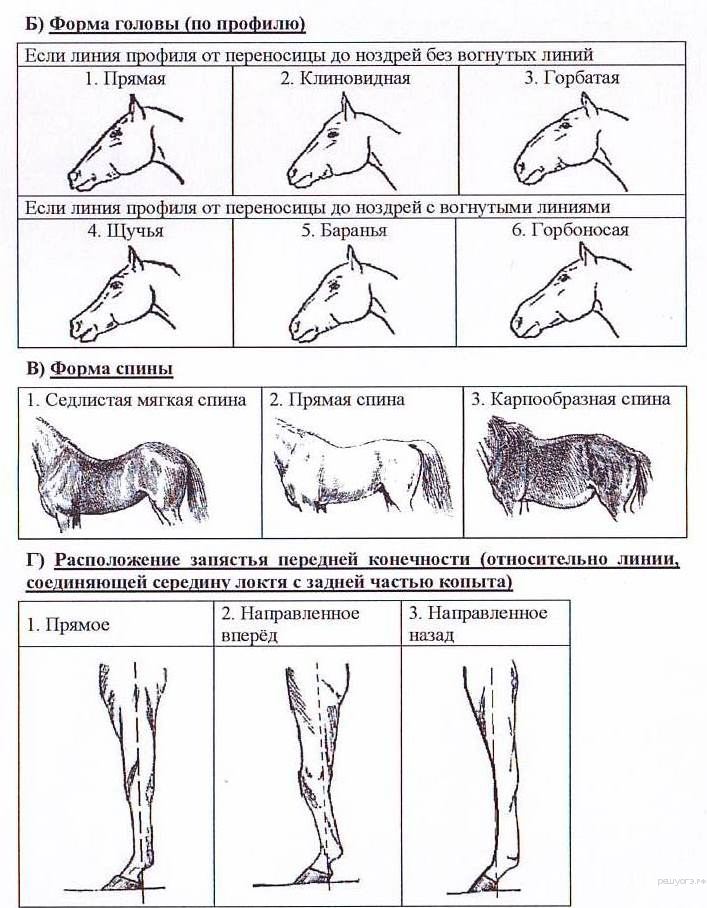 Б) Форма головы (по профилю)
Если линия профиля от переносицы до ноздрей без вогнутых линий
1. Прямая
2. Клиновидная
3. Горбатая
Если линия профиля от переносицы до ноздрей с вогнутыми линиями
4. Щучья
5. Баранья
6. Горбоносая
В) Форма спины
1. Седлистая мягкая спина
2. Прямая спина
3. Карпообразная спина
Г) Расположение запястья передней конечности (относительно линии,
соединяющей середину локтя с задней частью копыта)
1. Прямое
2. Направленное
вперёд
3. Направленное
назад
решуогэ.рф